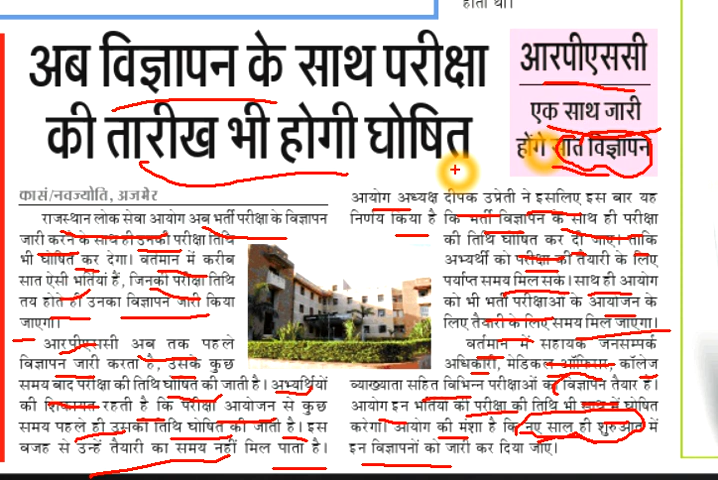 होता था।
अब विज्ञापन के साथ परीक्षा
की तारीख भी होगी घोषित
आरपीएससी
एक साथ जारी
होंगे सात विज्ञापन
कासं/नवज्योति, अजमेर
राजस्थान लोक सेवा आयोग अब भर्ती परीक्षा के विज्ञापन
जारी करने के साथ ही उनकी परीक्षा तिथि
भी घोषित कर देगा। वर्तमान में करीब
सात ऐसी भर्तियां हैं, जिनकी परीक्षा तिथि
तय होते ही उनका विज्ञापन जारी किया
जाएगा।
आरपीएससी अब तक पहले
विज्ञापन जारी करता है, उसके कुछ
समय बाद परीक्षा की तिथि घोषित की जाती है। अभ्यर्थियों
की शिकायत रहती है कि परीक्षा आयोजन से कुछ
समय पहले ही उसकी तिथि घोषित की जाती है। इस
वजह से उन्हें तैयारी का समय नहीं मिल पाता है।
आयोग अध्यक्ष दीपक उप्रेती ने इसलिए इस बार यह
निर्णय किया है कि भर्ती विज्ञापन के साथ ही परीक्षा
की तिथि घोषित कर दी जाए। ताकि
अभ्यर्थी को परीक्षा की तैयारी के लिए
पर्याप्त समय मिल सके। साथ ही आयोग
को भी भर्ती परीक्षाओं के आयोजन के
लिए तैयारी के लिए समय मिल जाएगा।
वर्तमान में सहायक जनसम्पर्क
अधिकारी, मेडिकल ऑफिसर, कॉलेज
व्याख्याता सहित विभिन्न परीक्षाओं के विज्ञापन तैयार है।
आयोग इन भर्तियों की परीक्षा की तिथि भी साथ में घोषित
करेगा। आयोग की मंशा है कि नए साल ही शुरुआत में
इन विज्ञापनों को जारी कर दिया जाए।